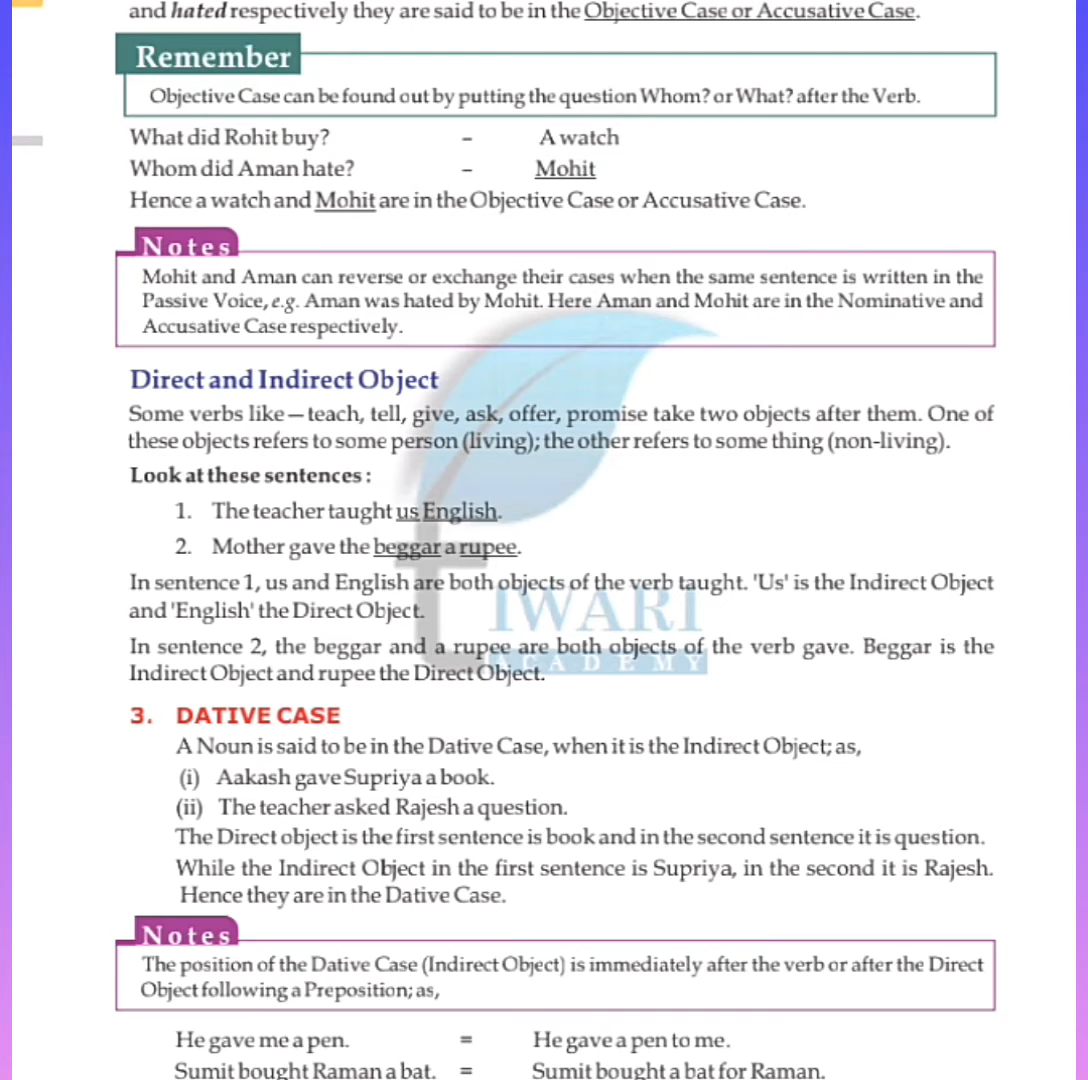 and hated respectively they are said to be in the Objective Case or Accusative Case.
Remember
Objective Case can be found out by putting the question Whom? or What? after the Verb.
What did Rohit buy? – A watch
Whom did Aman hate? – Mohit
Hence a watch and Mohit are in the Objective Case or Accusative Case.
Notes
Mohit and Aman can reverse or exchange their cases when the same sentence is written in the
Passive Voice, e.g. Aman was hated by Mohit. Here Aman and Mohit are in the Nominative and
Accusative Case respectively.
Direct and Indirect Object
Some verbs like — teach, tell, give, ask, offer, promise take two objects after them. One of
these objects refers to some person (living); the other refers to some thing (non-living).
Look at these sentences :
1. The teacher taught us English.
2. Mother gave the beggar a rupee.
In sentence 1, us and English are both objects of the verb taught. 'Us' is the Indirect Object
and 'English' the Direct Object.
IWARI
In sentence 2, the beggar and a rupee are both objects of the verb gave. Beggar is the
ACADEMY
Indirect Object and rupee the Direct Object.
3. DATIVE CASE
A Noun is said to be in the Dative Case, when it is the Indirect Object; as,
(i) Aakash gave Supriya a book.
(ii) The teacher asked Rajesh a question.
The Direct object is the first sentence is book and in the second sentence it is question.
While the Indirect Object in the first sentence is Supriya, in the second it is Rajesh.
Hence they are in the Dative Case.
Notes
The position of the Dative Case (Indirect Object) is immediately after the verb or after the Direct
Object following a Preposition; as,
He gave me a pen. = He gave a pen to me.
Sumit bought Raman a bat. = Sumit bought a bat for Raman.